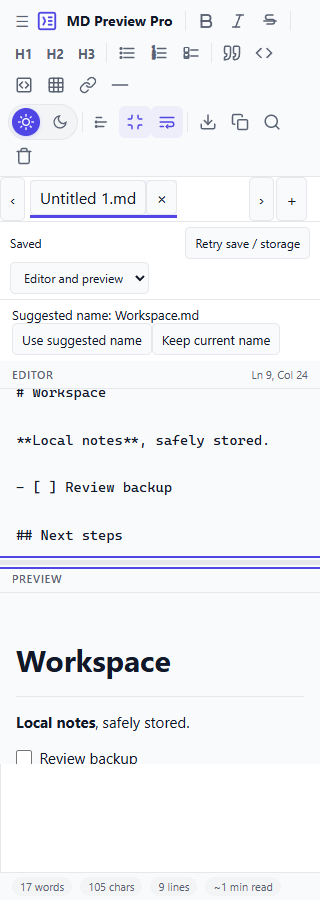 MD Preview Pro B I S
H1 H2 H3
‹ Untitled 1.md × › +
Saved Retry save / storage
Editor and preview
Suggested name: Workspace.md
Use suggested name Keep current name
EDITOR Ln 9, Col 24
# Workspace
**Local notes**, safely stored.
- [ ] Review backup
## Next steps
PREVIEW
Workspace
Local notes, safely stored.
Review backup
17 words 105 chars 9 lines ~1 min read